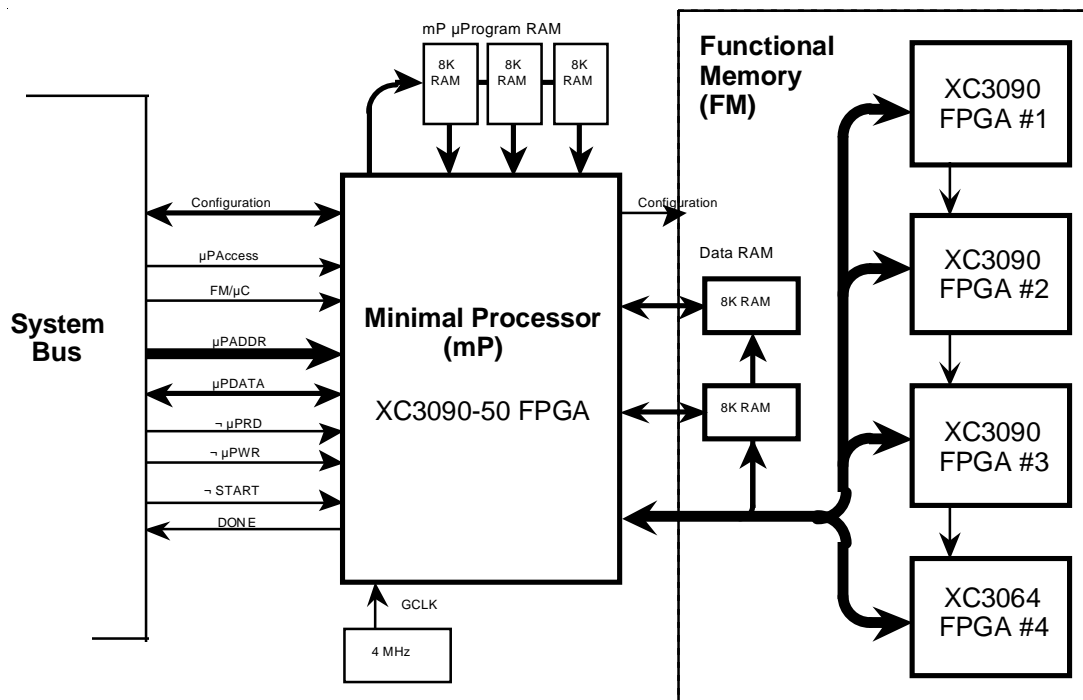 mP µProgram RAM
8K
RAM
8K
RAM
8K
RAM
Functional
Memory
(FM)
XC3090
FPGA #1
Configuration
Configuration
µPAccess
FM/µC
System
Bus
µPADDR
µPDATA
¬ µPRD
¬ µPWR
¬ START
DONE
Minimal Processor
(mP)
XC3090-50 FPGA
Data RAM
8K RAM
8K RAM
XC3090
FPGA #2
XC3090
FPGA #3
XC3064
FPGA #4
GCLK
4 MHz